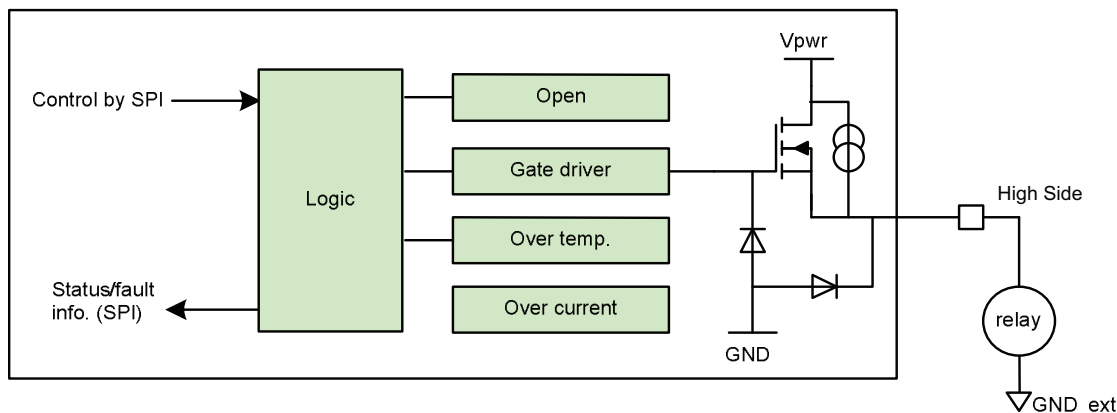 Vpwr
Control by SPI
Open
Gate driver
Logic
High Side
Over temp.
Status/fault
info. (SPI)
Over current
relay
GND
GND ext